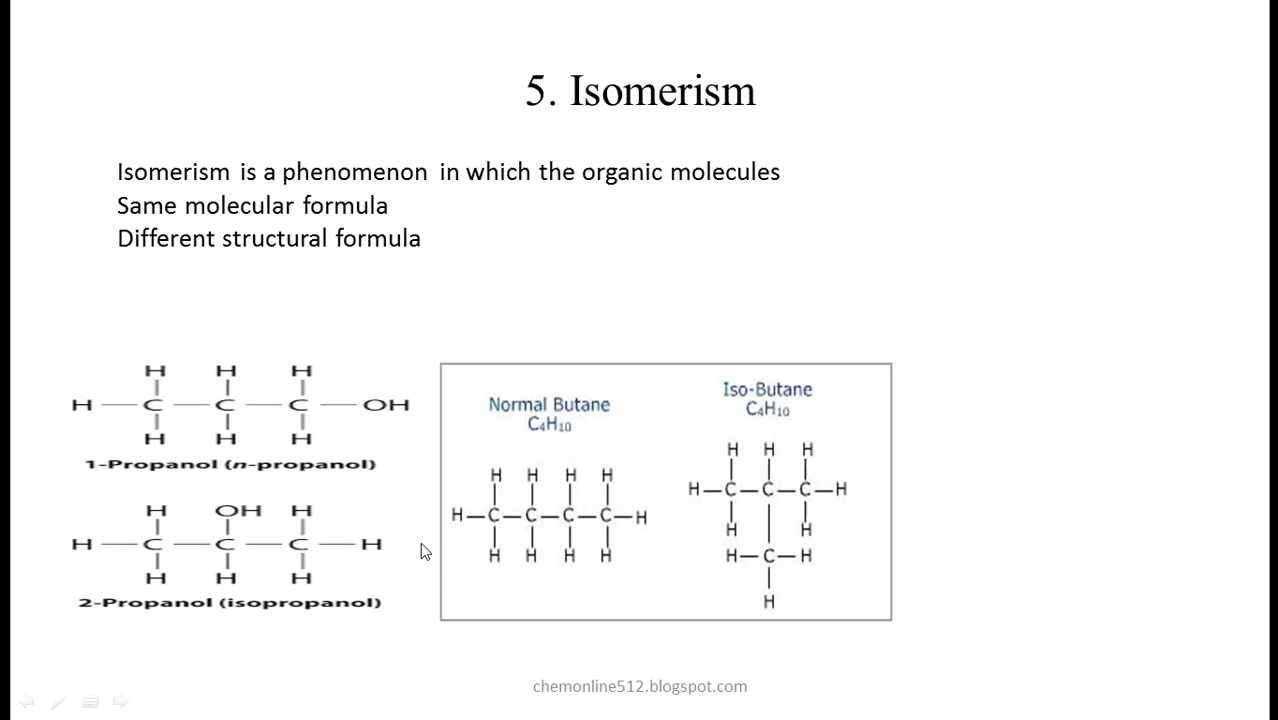 5. Isomerism
Isomerism is a phenomenon in which the organic molecules
Same molecular formula
Different structural formula
H H H
H — C — C — C — OH
H H H
1-Propanol (n-propanol)
H OH H
H — C — C — C — H
H H H
2-Propanol (isopropanol)
Normal Butane
C₄H₁₀
H H H H
H—C—C—C—C—H
H H H H
Iso-Butane
C₄H₁₀
H H H
H—C—C—C—H
H H
H—C—H
H
chemonline512.blogspot.com